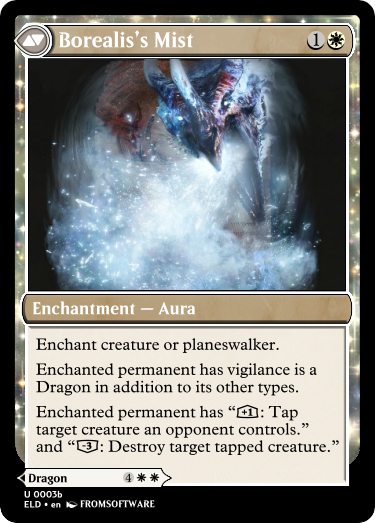 Borealis's Mist 1
Enchantment — Aura
Enchant creature or planeswalker.
Enchanted permanent has vigilance is a
Dragon in addition to its other types.
Enchanted permanent has “+1: Tap
target creature an opponent controls.”
and “-3: Destroy target tapped creature.”
Dragon 4
U 0003b
ELD • en FROMSOFTWARE